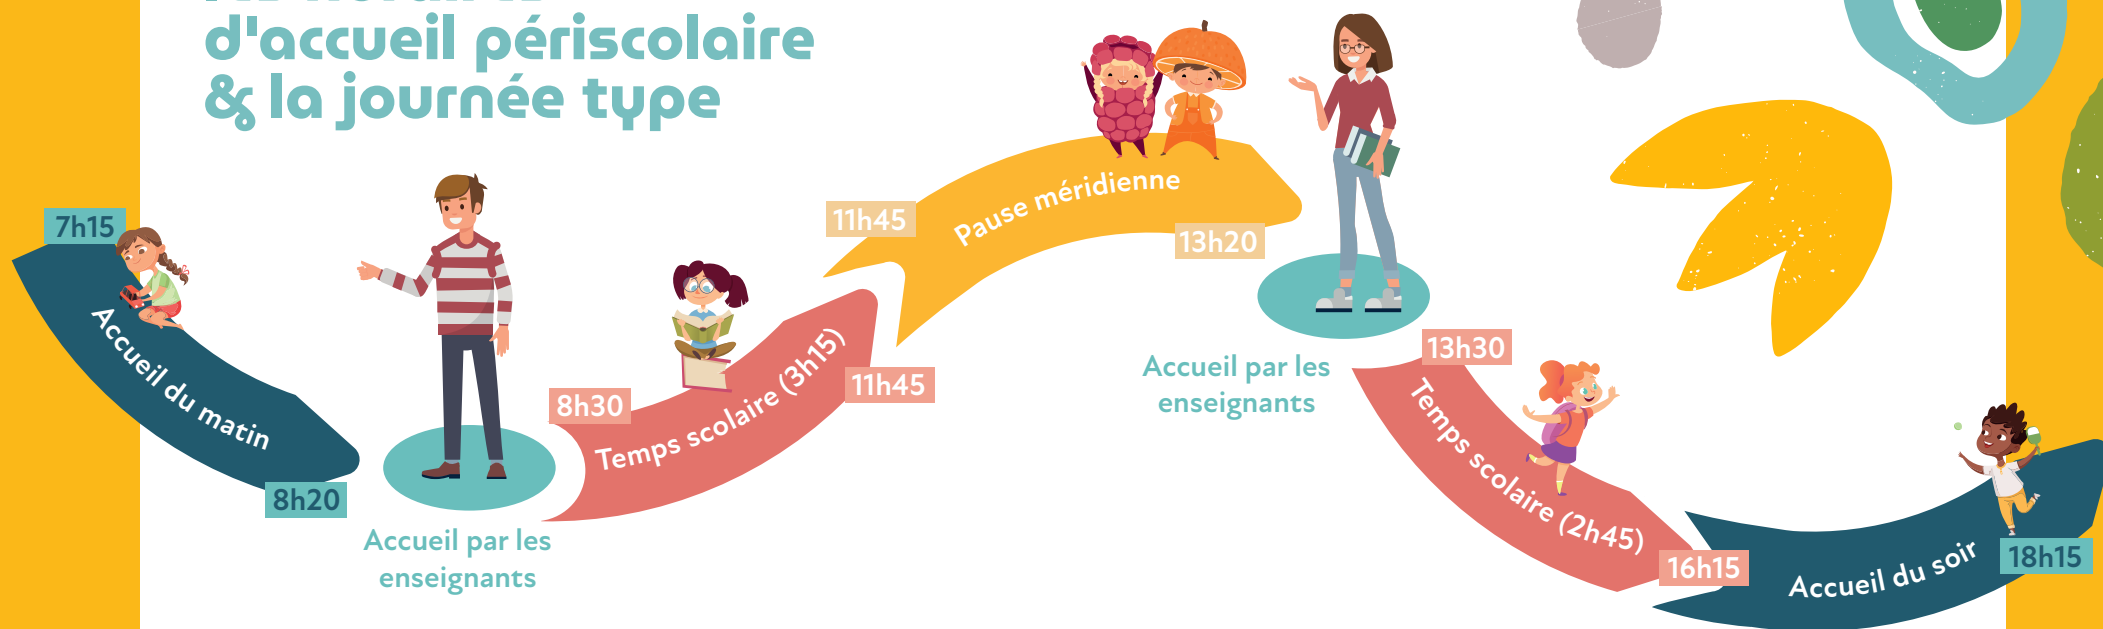 d'accueil périscolaire
& la journée type
7h15
Accueil du matin
8h20
Accueil par les
enseignants
8h30
Temps scolaire (3h15)
11h45
11h45
Pause méridienne
13h20
Accueil par les
enseignants
13h30
Temps scolaire (2h45)
16h15
Accueil du soir
18h15